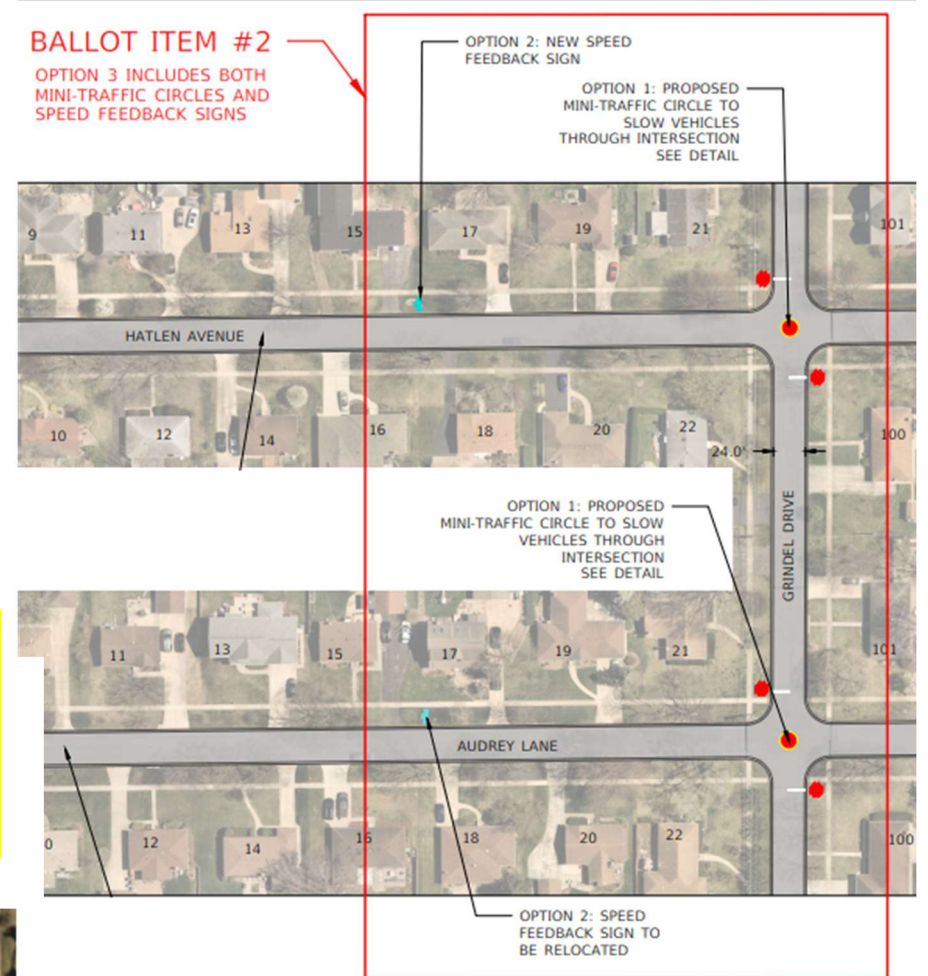 BALLOT ITEM #2
OPTION 3 INCLUDES BOTH
MINI-TRAFFIC CIRCLES AND
SPEED FEEDBACK SIGNS
OPTION 2: NEW SPEED
FEEDBACK SIGN
OPTION 1: PROPOSED
MINI-TRAFFIC CIRCLE TO
SLOW VEHICLES
THROUGH INTERSECTION
SEE DETAIL
9
11
13
15
17
19
21
101
HATLEN AVENUE
10
12
14
16
18
20
22
100
24.0'
GRINDEL DRIVE
OPTION 1: PROPOSED
MINI-TRAFFIC CIRCLE TO SLOW
VEHICLES THROUGH
INTERSECTION
SEE DETAIL
11
13
15
17
19
21
101
AUDREY LANE
0
12
14
16
18
20
22
100
OPTION 2: SPEED
FEEDBACK SIGN TO
BE RELOCATED